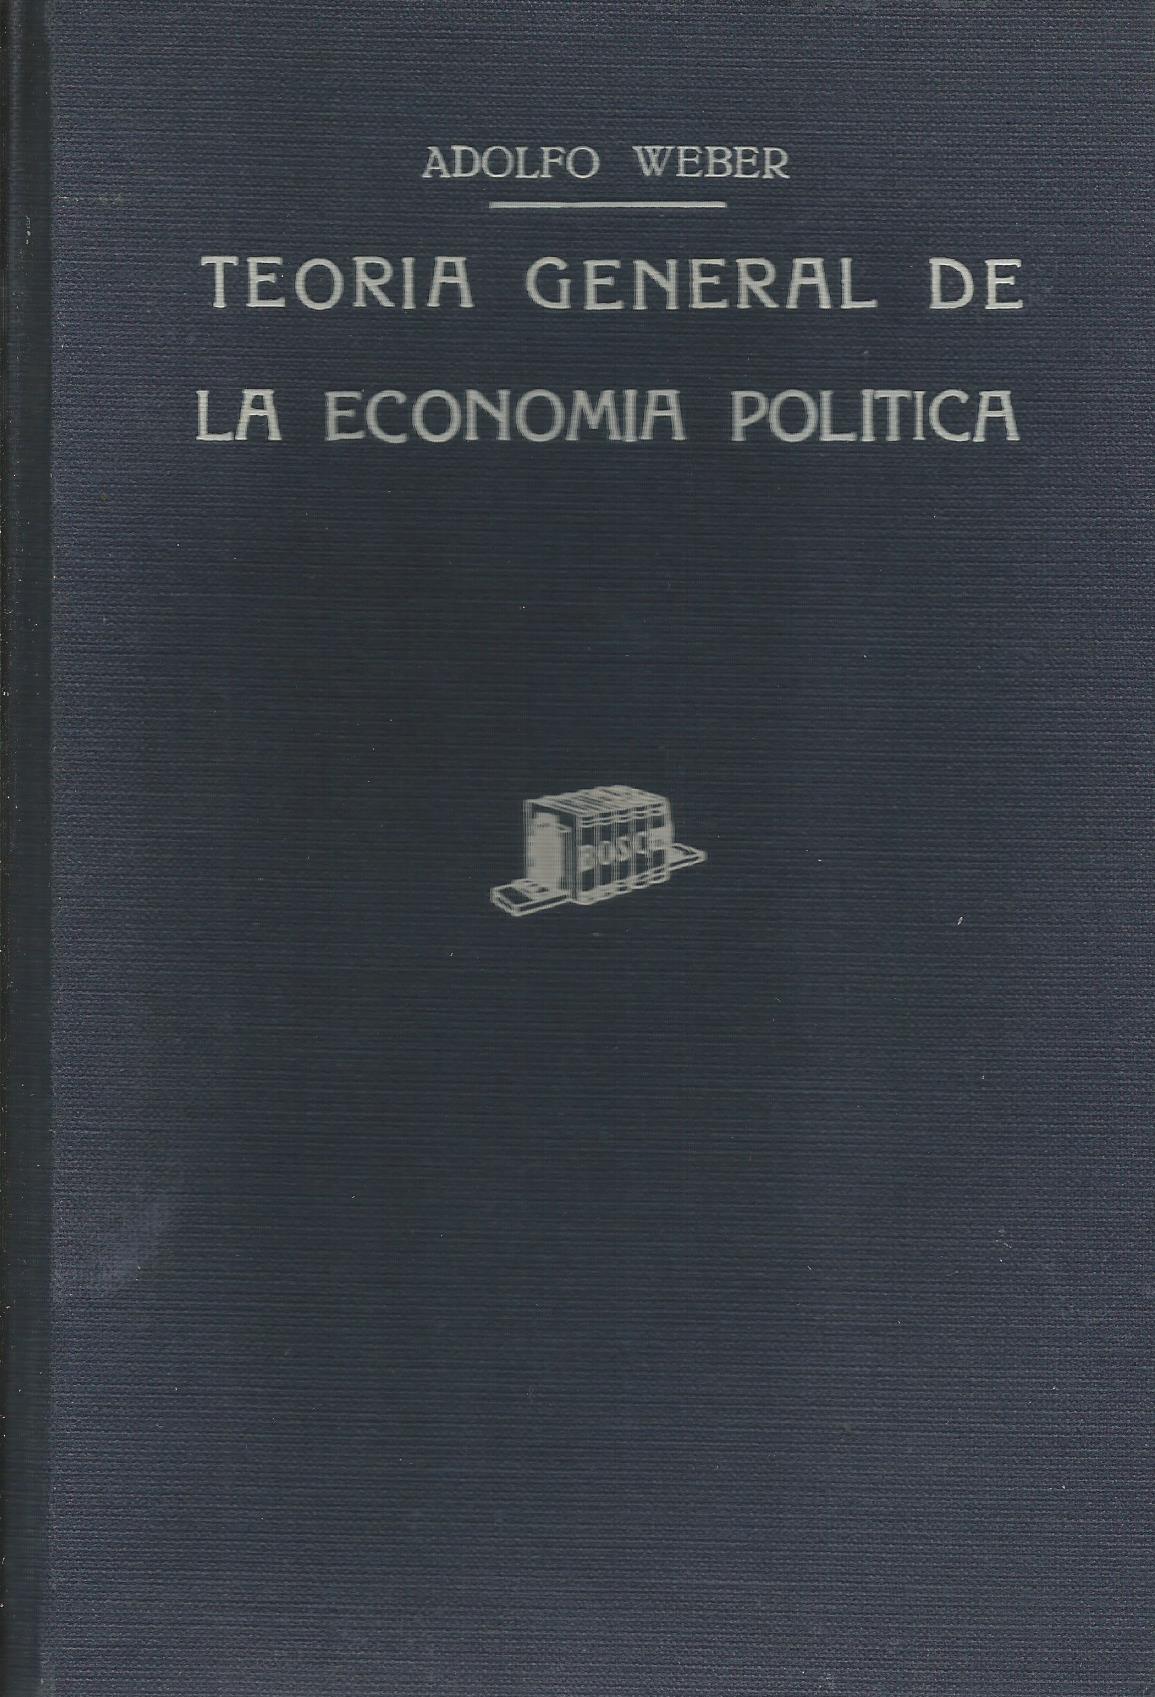 ADOLFO WEBER
TEORIA GENERAL DE
LA ECONOMIA POLITICA
BOSCH